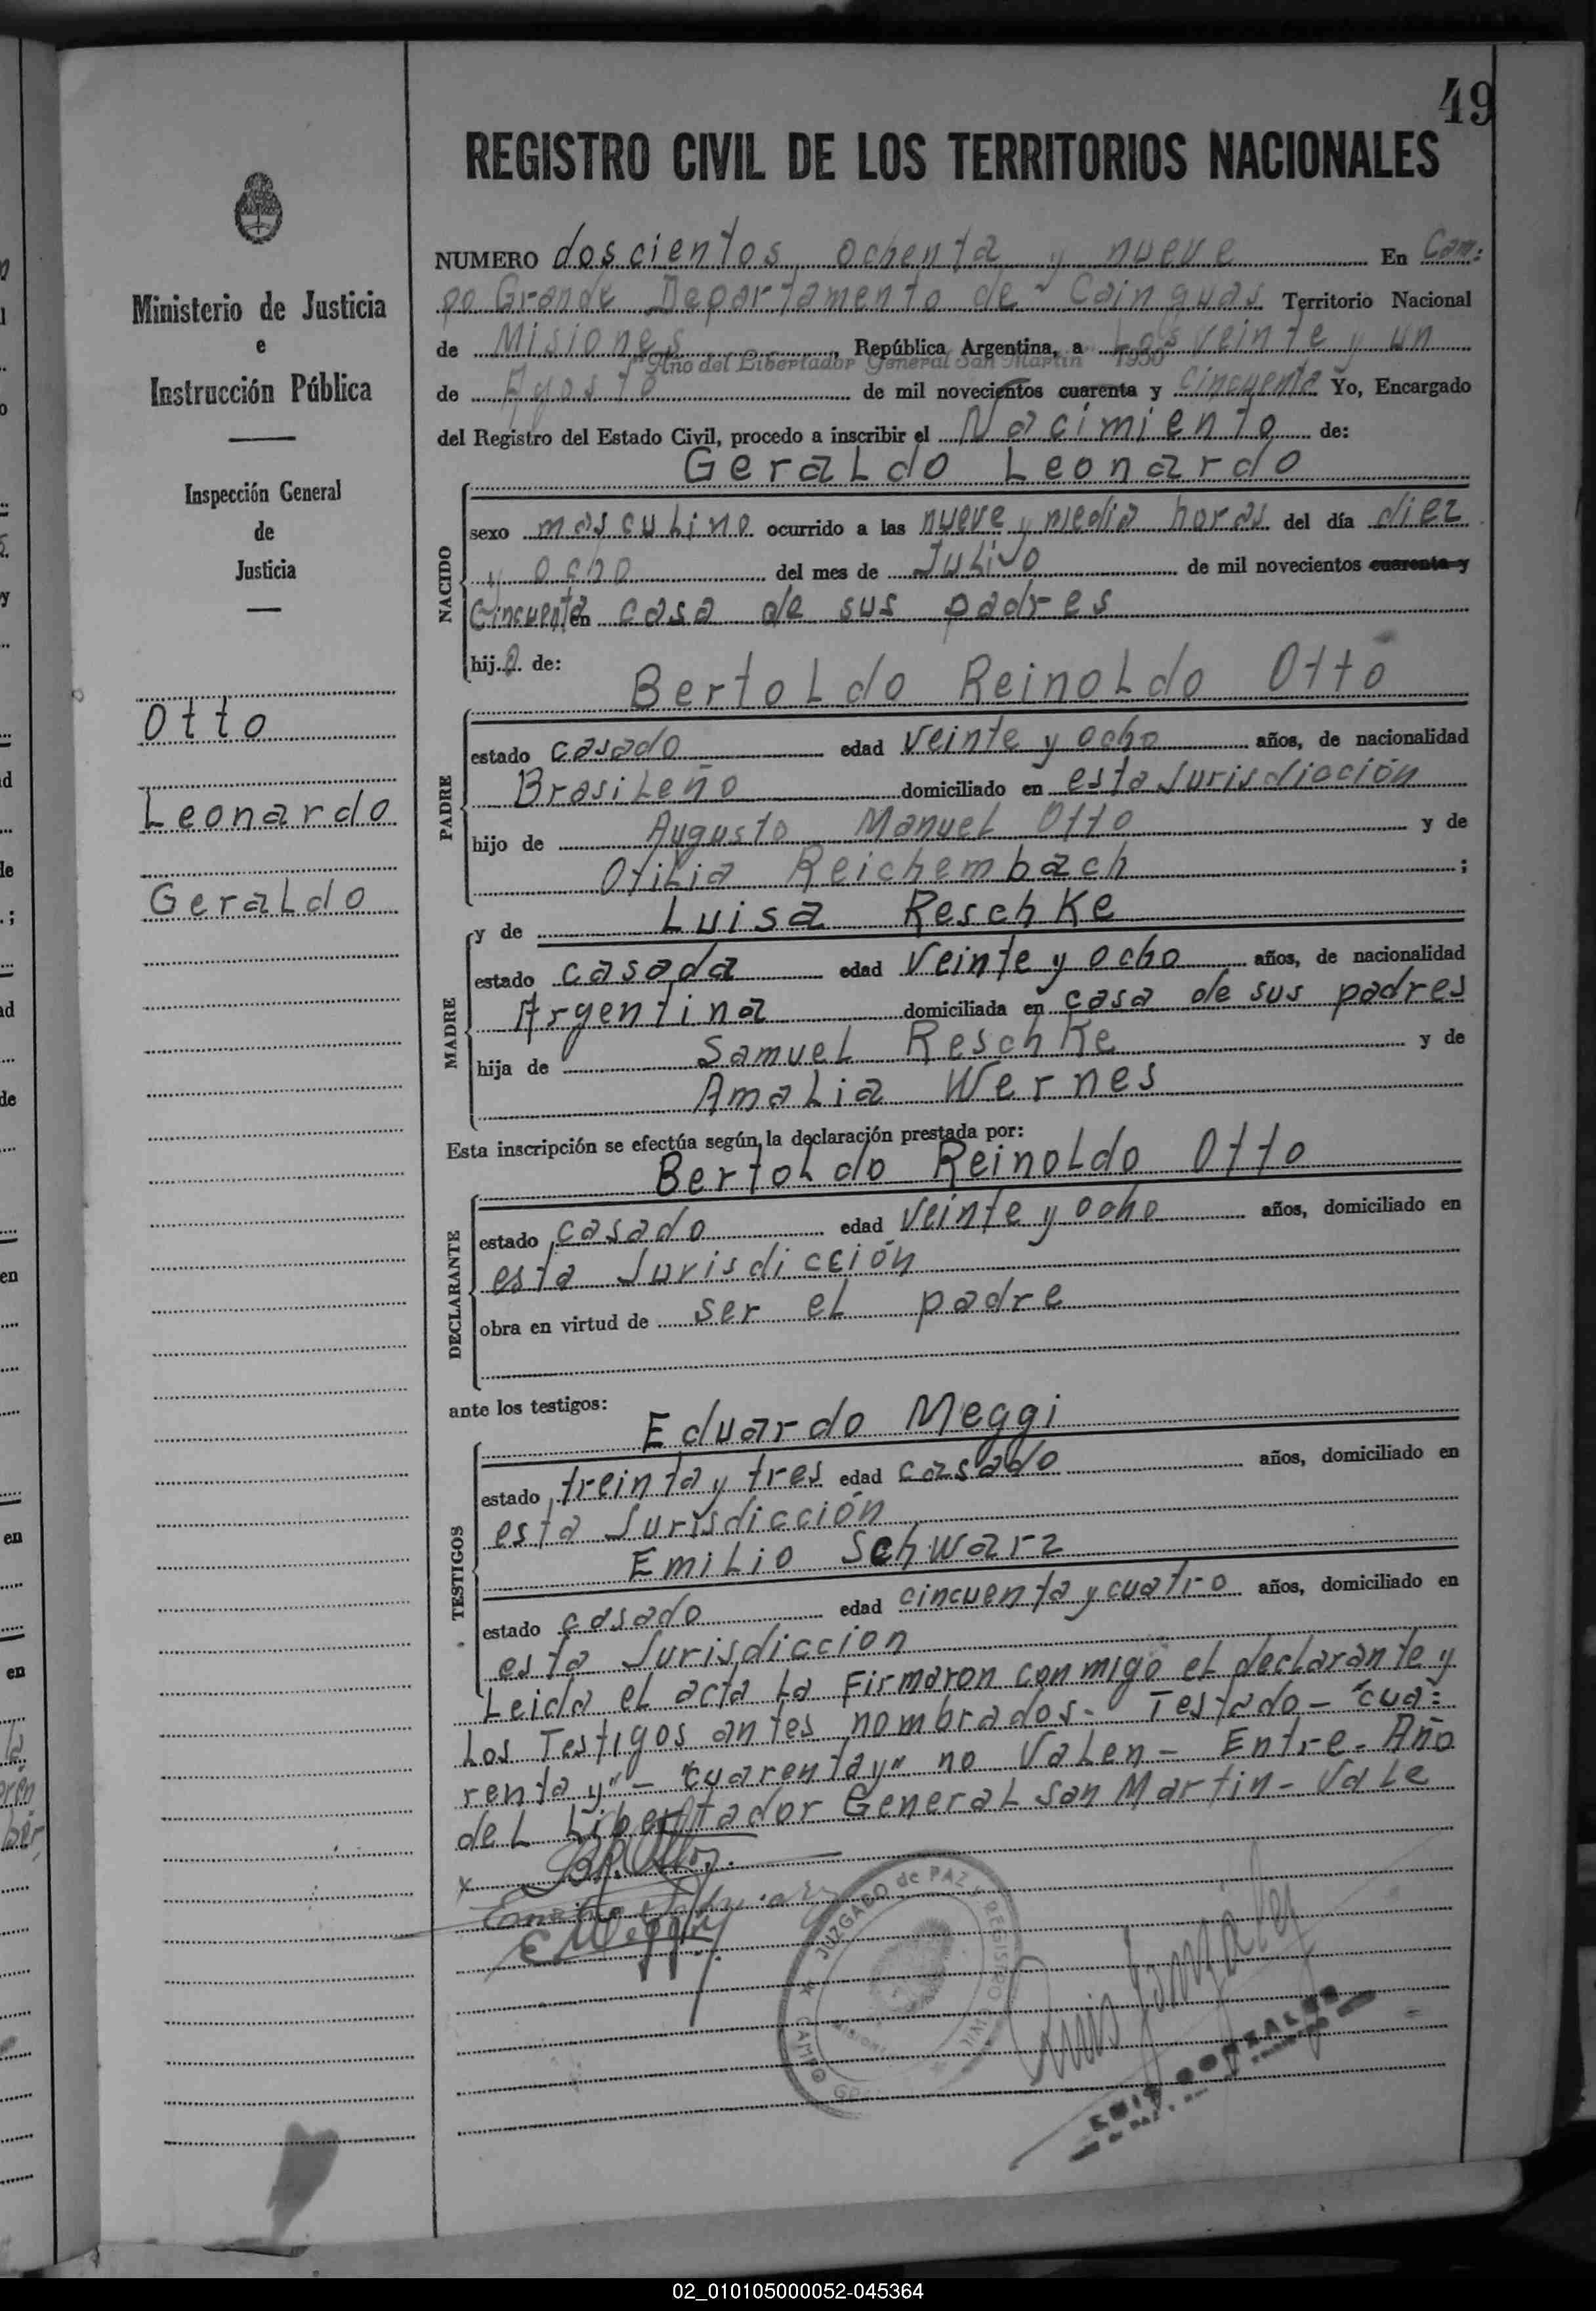 49
REGISTRO CIVIL DE LOS TERRITORIOS NACIONALES
Ministerio de Justicia
e
Instrucción Pública
Inspección General
de
Justicia
Otto
Leonardo
Geraldo
NUMERO doscientos ochenta y nueve En Cam:
po Grande Departamento de Cainguas Territorio Nacional
de Misiones, República Argentina, a Los veinte y un
"Año del Libertador General San Martín" 1950
de Agosto de mil novecientos cuarenta y cincuenta Yo, Encargado
del Registro del Estado Civil, procedo a inscribir el Nacimiento de:
Geraldo Leonardo
NACIDO
sexo masculino ocurrido a las nueve y media horas del día diez
y ocho del mes de Julio de mil novecientos cuarenta y
Cincuenta en casa de sus padres
hijo de:
Bertoldo Reinoldo Otto
PADRE
estado casado edad veinte y ocho años, de nacionalidad
Brasileño domiciliado en esta Jurisdicción
hijo de Augusto Manuel Otto y de
Otilia Reichembach ;
y de Luisa Reschke
MADRE
estado casada edad veinte y ocho años, de nacionalidad
Argentina domiciliada en casa de sus padres
hija de Samuel Reschke y de
Amalia Wernes
Esta inscripción se efectúa según la declaración prestada por:
Bertoldo Reinoldo Otto
DECLARANTE
estado casado edad veinte y ocho años, domiciliado en
esta Jurisdicción
obra en virtud de ser el padre
ante los testigos:
Eduardo Meggi
TESTIGOS
estado treinta y tres edad casado años, domiciliado en
esta Jurisdicción
Emilio Schwarz
estado casado edad cincuenta y cuatro años, domiciliado en
esta Jurisdiccion
Leida el acta la Firmaron conmigo el declarante y
los Testigos antes nombrados- Testado- "cua:
renta y" - "cuarenta y" no Valen - Entre- Año
del Libertador General San Martin- Vale
E Meggi
JUZGADO de PAZ y REGISTRO CIVIL
CAMPO
Luis González
LUIS GONZALES
02_010105000052-045364